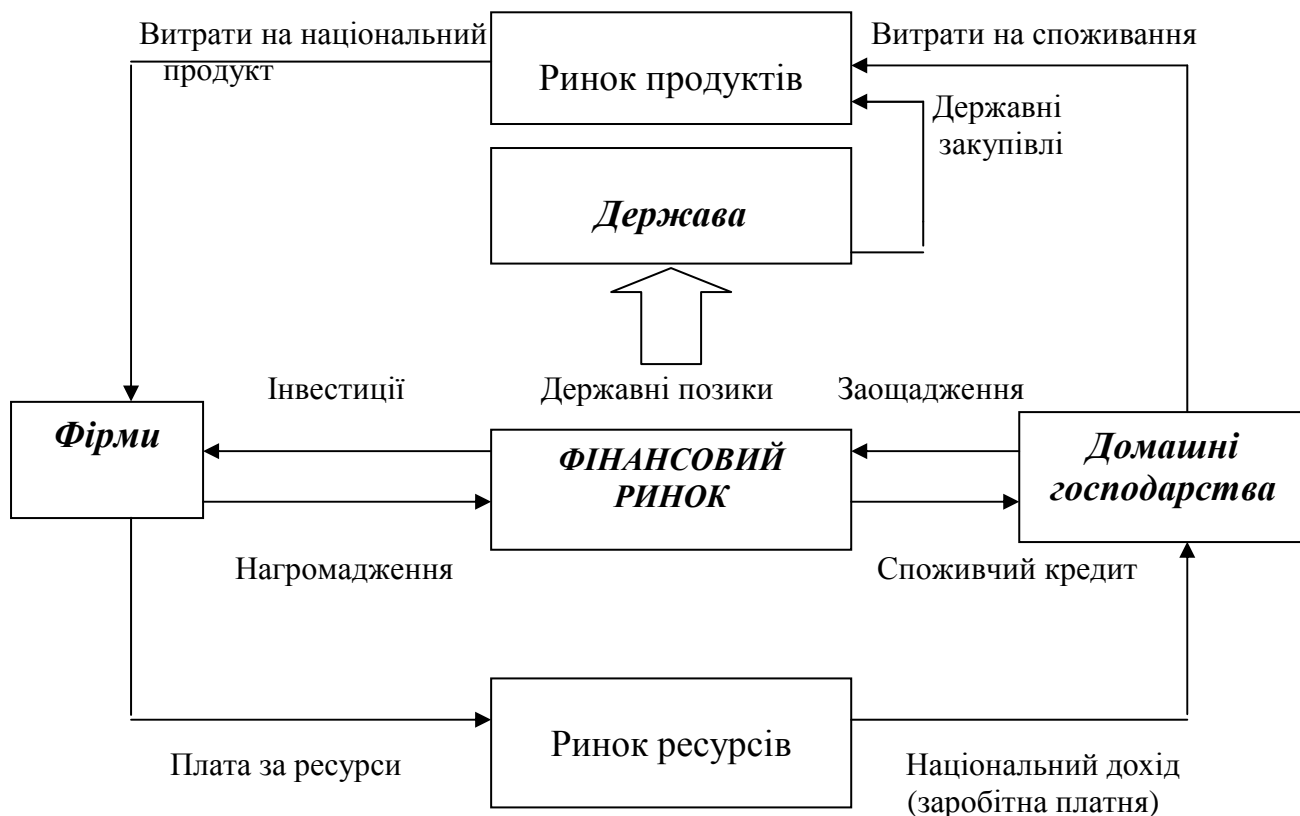 Витрати на національний
продукт
Ринок продуктів
Витрати на споживання
Державні
закупівлі
Держава
Інвестиції
Державні позики
Заощадження
Фірми
ФІНАНСОВИЙ
РИНОК
Домашні
господарства
Нагромадження
Споживчий кредит
Ринок ресурсів
Плата за ресурси
Національний дохід
(заробітна платня)